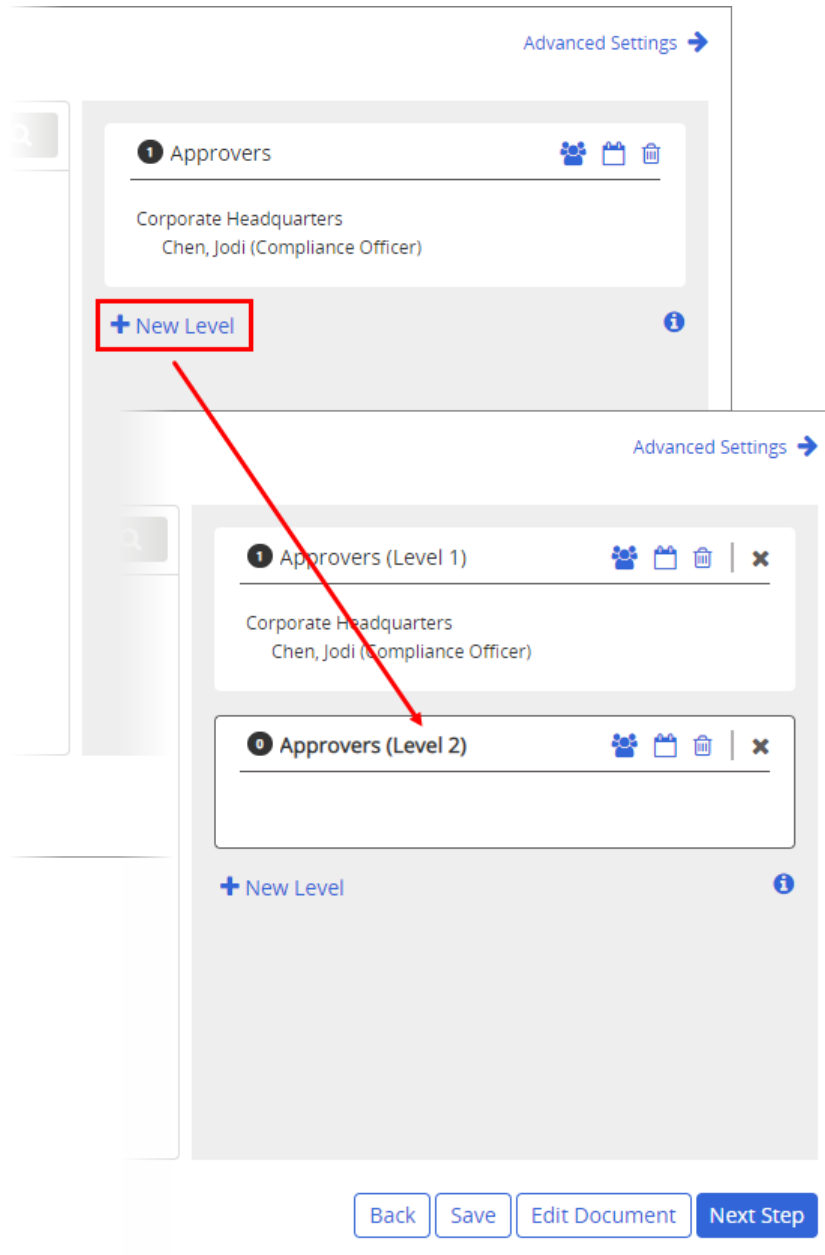 Advanced Settings
1 Approvers
Corporate Headquarters
Chen, Jodi (Compliance Officer)
+ New Level
Advanced Settings
1 Approvers (Level 1)
Corporate Headquarters
Chen, Jodi (Compliance Officer)
0 Approvers (Level 2)
+ New Level
Back Save Edit Document Next Step